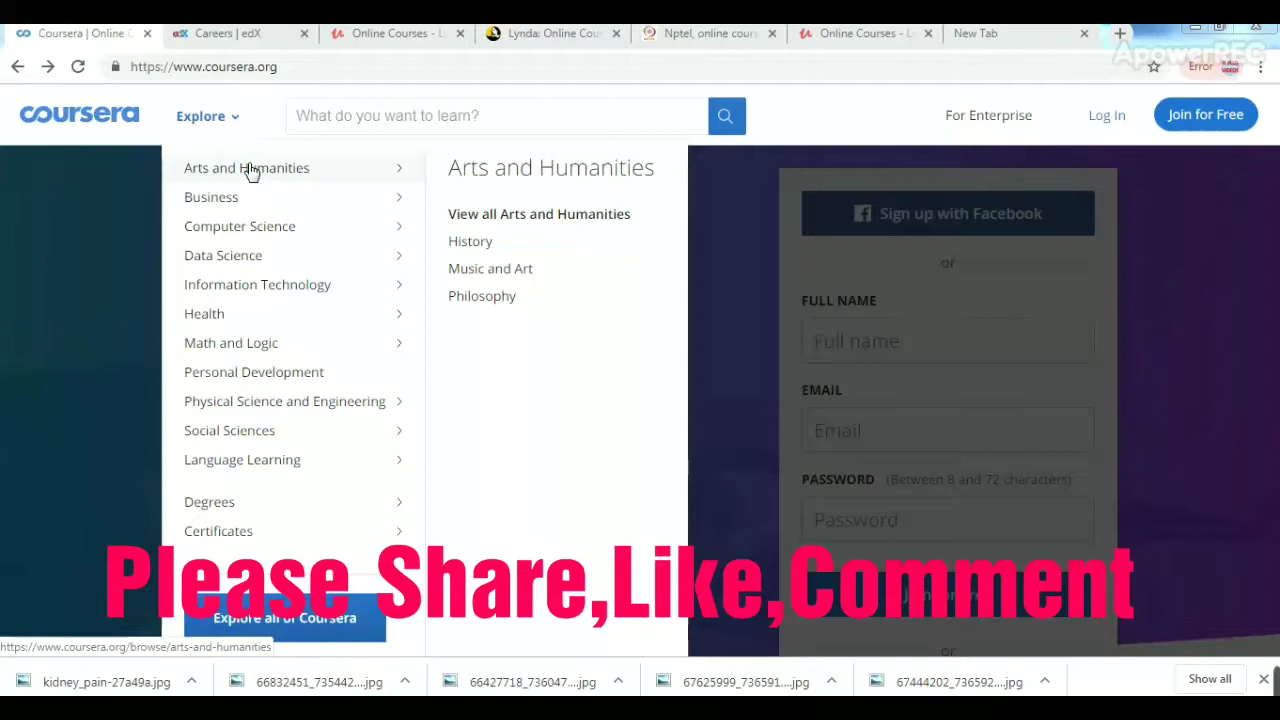 Coursera | Online C
Careers | edX
Online Courses - L
Lynda: Online Cou
Nptel, online cours
Online Courses - L
New Tab
ApowerREC
https://www.coursera.org
Error
coursera
Explore
What do you want to learn?
For Enterprise
Log In
Join for Free
Arts and Humanities
Business
Computer Science
Data Science
Information Technology
Health
Math and Logic
Personal Development
Physical Science and Engineering
Social Sciences
Language Learning
Degrees
Certificates
Explore all of Coursera
Arts and Humanities
View all Arts and Humanities
History
Music and Art
Philosophy
Sign up with Facebook
or
FULL NAME
Full name
EMAIL
Email
PASSWORD (Between 8 and 72 characters)
Password
or
Please Share,Like,Comment
https://www.coursera.org/browse/arts-and-humanities
kidney_pain-27a49a.jpg
66832451_735442....jpg
66427718_736047....jpg
67625999_736591....jpg
67444202_736592....jpg
Show all